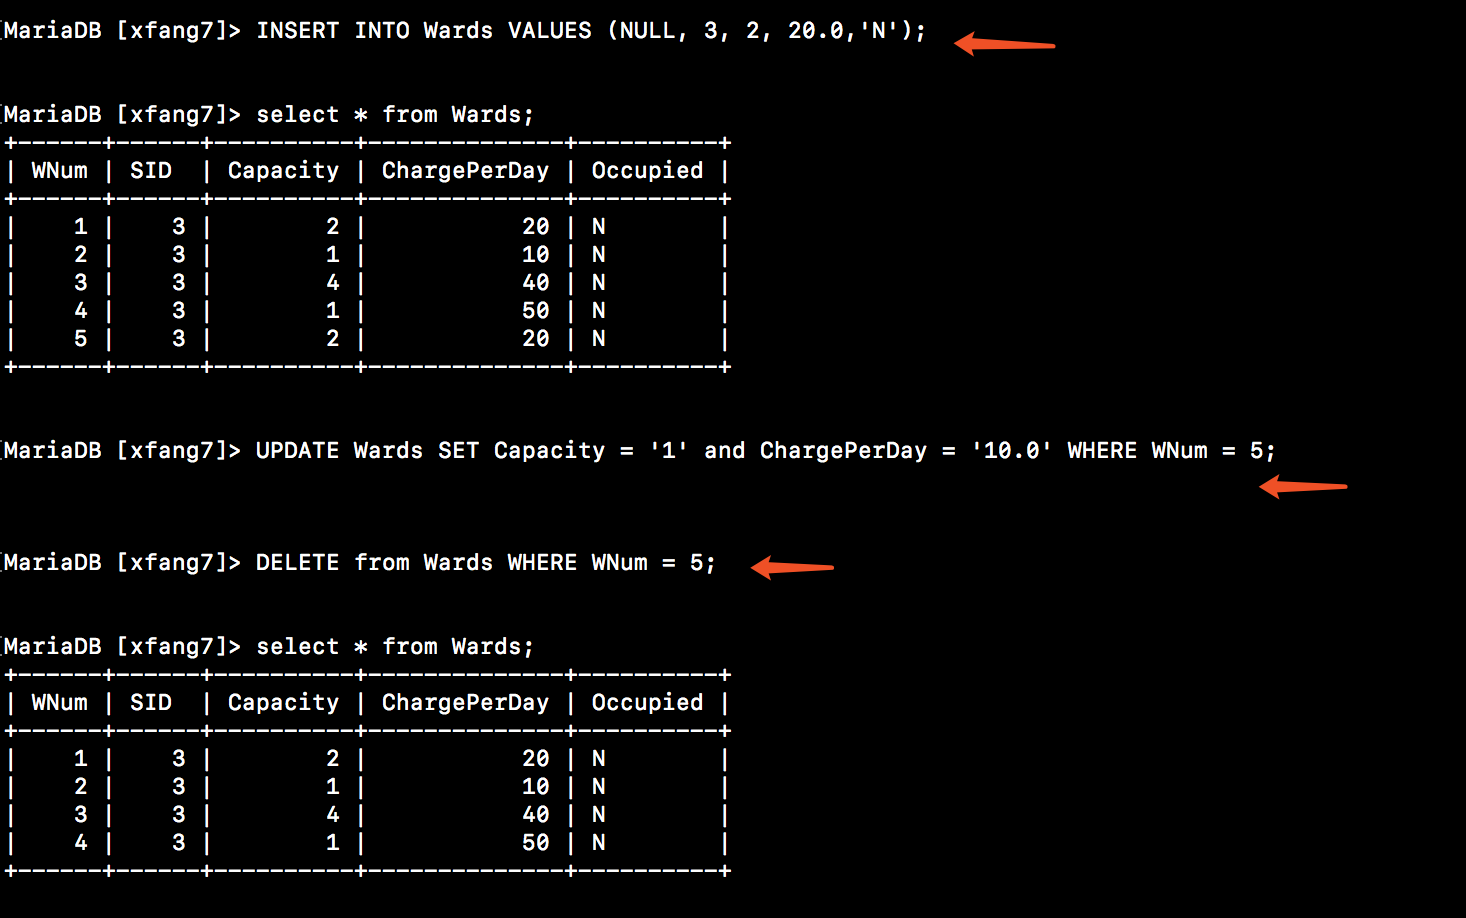 MariaDB [xfang7]> INSERT INTO Wards VALUES (NULL, 3, 2, 20.0,'N');
MariaDB [xfang7]> select * from Wards;
+------+------+----------+--------------+----------+
| WNum | SID  | Capacity | ChargePerDay | Occupied |
+------+------+----------+--------------+----------+
|    1 |    3 |        2 |           20 | N        |
|    2 |    3 |        1 |           10 | N        |
|    3 |    3 |        4 |           40 | N        |
|    4 |    3 |        1 |           50 | N        |
|    5 |    3 |        2 |           20 | N        |
+------+------+----------+--------------+----------+
MariaDB [xfang7]> UPDATE Wards SET Capacity = '1' and ChargePerDay = '10.0' WHERE WNum = 5;
MariaDB [xfang7]> DELETE from Wards WHERE WNum = 5;
MariaDB [xfang7]> select * from Wards;
+------+------+----------+--------------+----------+
| WNum | SID  | Capacity | ChargePerDay | Occupied |
+------+------+----------+--------------+----------+
|    1 |    3 |        2 |           20 | N        |
|    2 |    3 |        1 |           10 | N        |
|    3 |    3 |        4 |           40 | N        |
|    4 |    3 |        1 |           50 | N        |
+------+------+----------+--------------+----------+